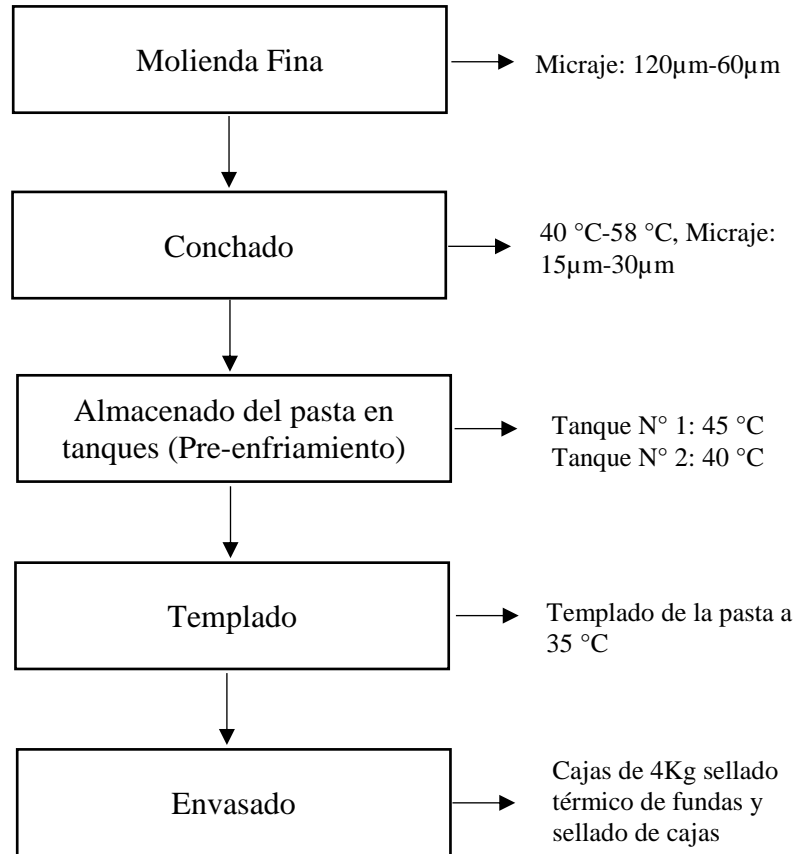 Molienda Fina
Micraje: 120µm-60µm
Conchado
40 °C-58 °C, Micraje:
15µm-30µm
Almacenado del pasta en
tanques (Pre-enfriamiento)
Tanque N° 1: 45 °C
Tanque N° 2: 40 °C
Templado
Templado de la pasta a
35 °C
Envasado
Cajas de 4Kg sellado
térmico de fundas y
sellado de cajas